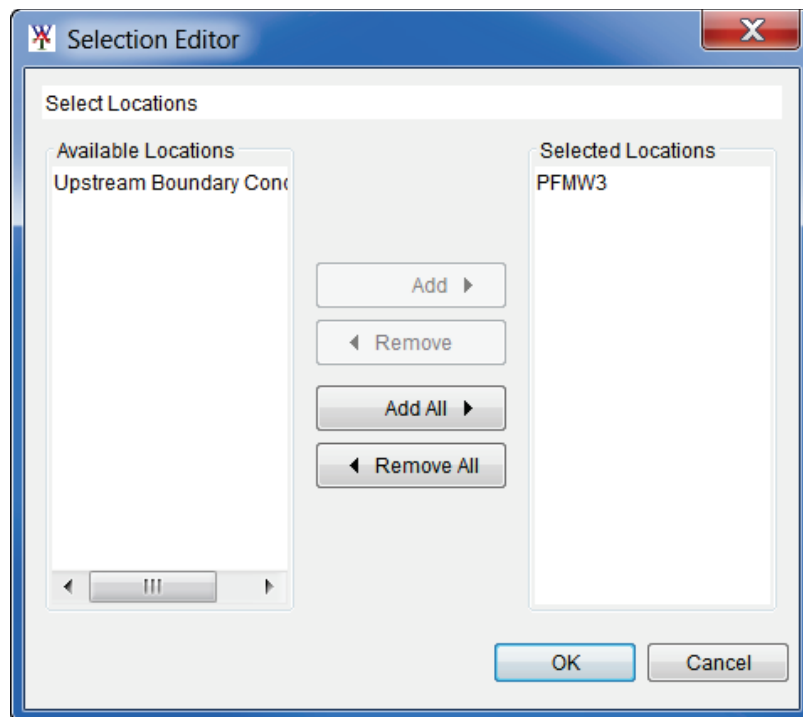 Selection Editor
Select Locations
Available Locations
Upstream Boundary
Selected Locations
PFMW3
Add
Remove
Add All
Remove All
OK
Cancel